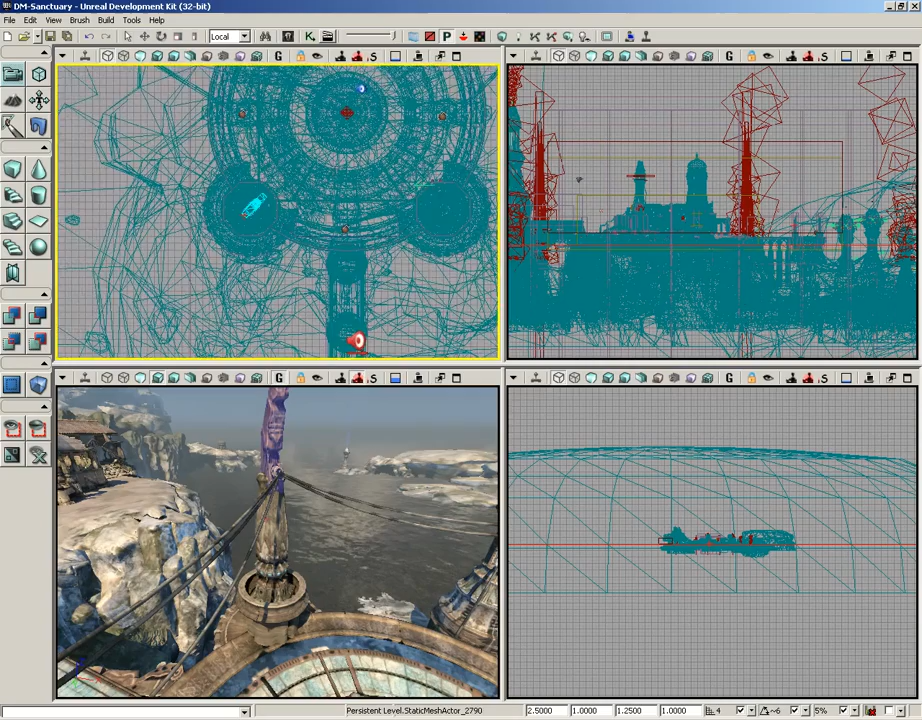 DM-Sanctuary - Unreal Development Kit (32-bit)
File Edit View Brush Build Tools Help
Local
P
G
S
G
S
G
S
G
S
Persistent Level.StaticMeshActor_2790
2.5000
1.0000
1.2500
1.0000
4
~6
5%